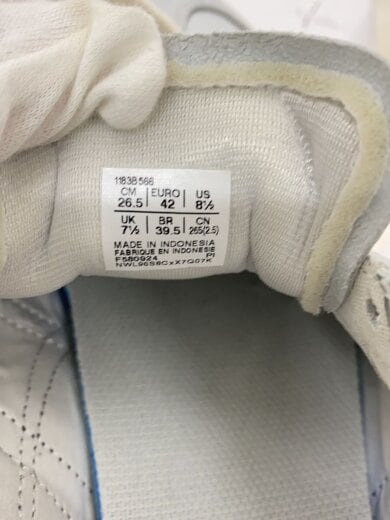 1183B566
CM EURO US
26.5 42 8½
UK BR CN
7½ 39.5 265(2.5)
MADE IN INDONESIA
FABRIQUE EN INDONESIE
F580924 PI